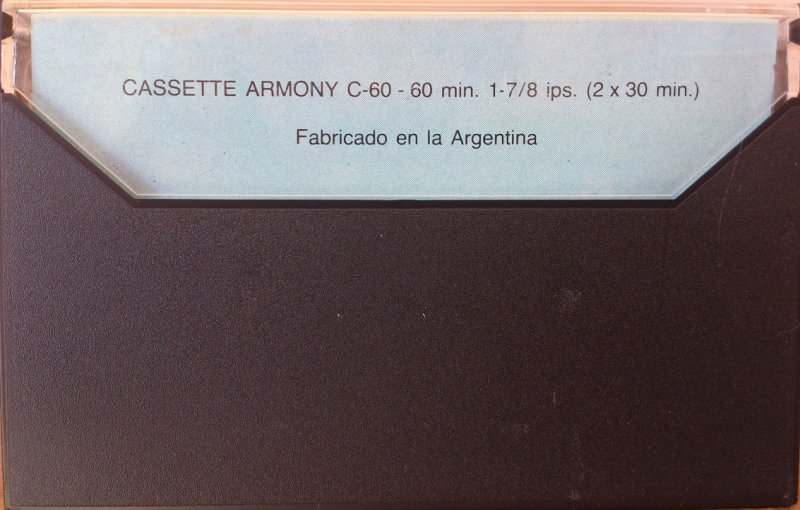 CASSETTE ARMONY C-60 - 60 min. 1-7/8 ips. (2 x 30 min.)
Fabricado en la Argentina